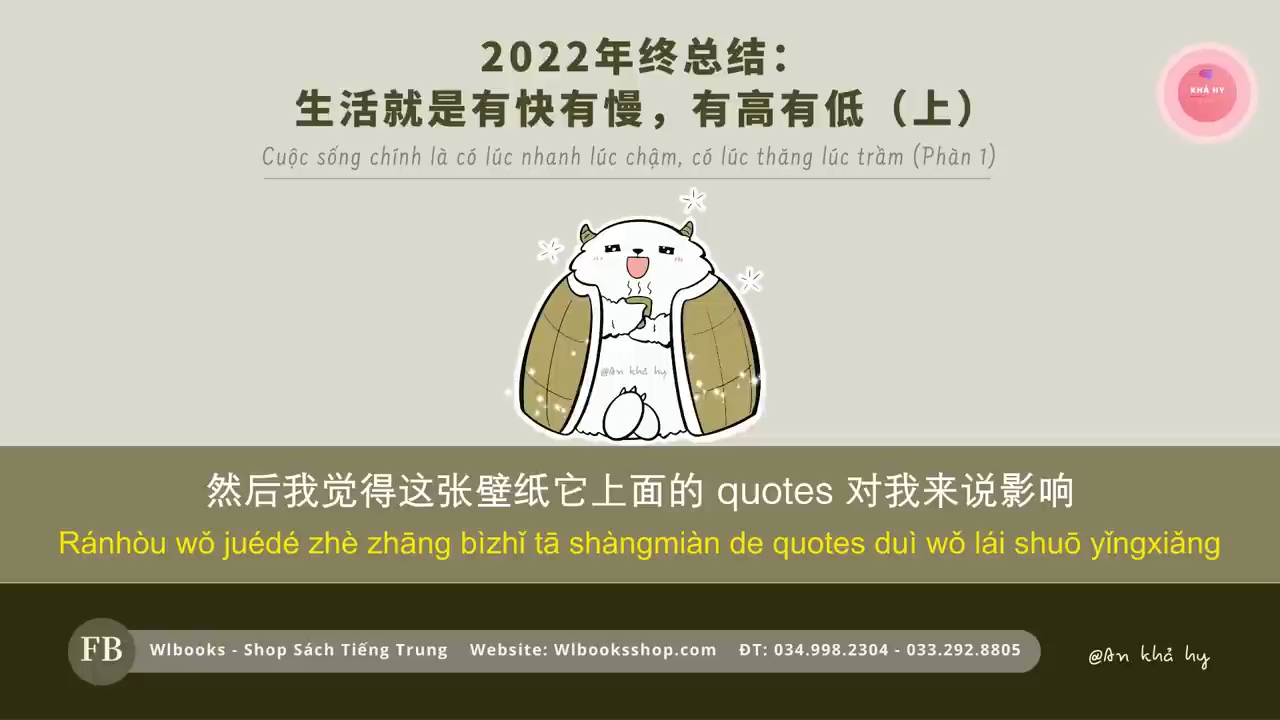 2022年终总结：
生活就是有快有慢，有高有低（上）
Cuộc sống chính là có lúc nhanh lúc chậm, có lúc thăng lúc trầm (Phần 1)
KHẢ HY
@An khả hy
然后我觉得这张壁纸它上面的 quotes 对我来说影响
Ránhòu wǒ juédé zhè zhāng bìzhǐ tā shàngmiàn de quotes duì wǒ lái shuō yǐngxiǎng
FB Wlbooks - Shop Sách Tiếng Trung Website: Wlbooksshop.com ĐT: 034.998.2304 - 033.292.8805
@An khả hy